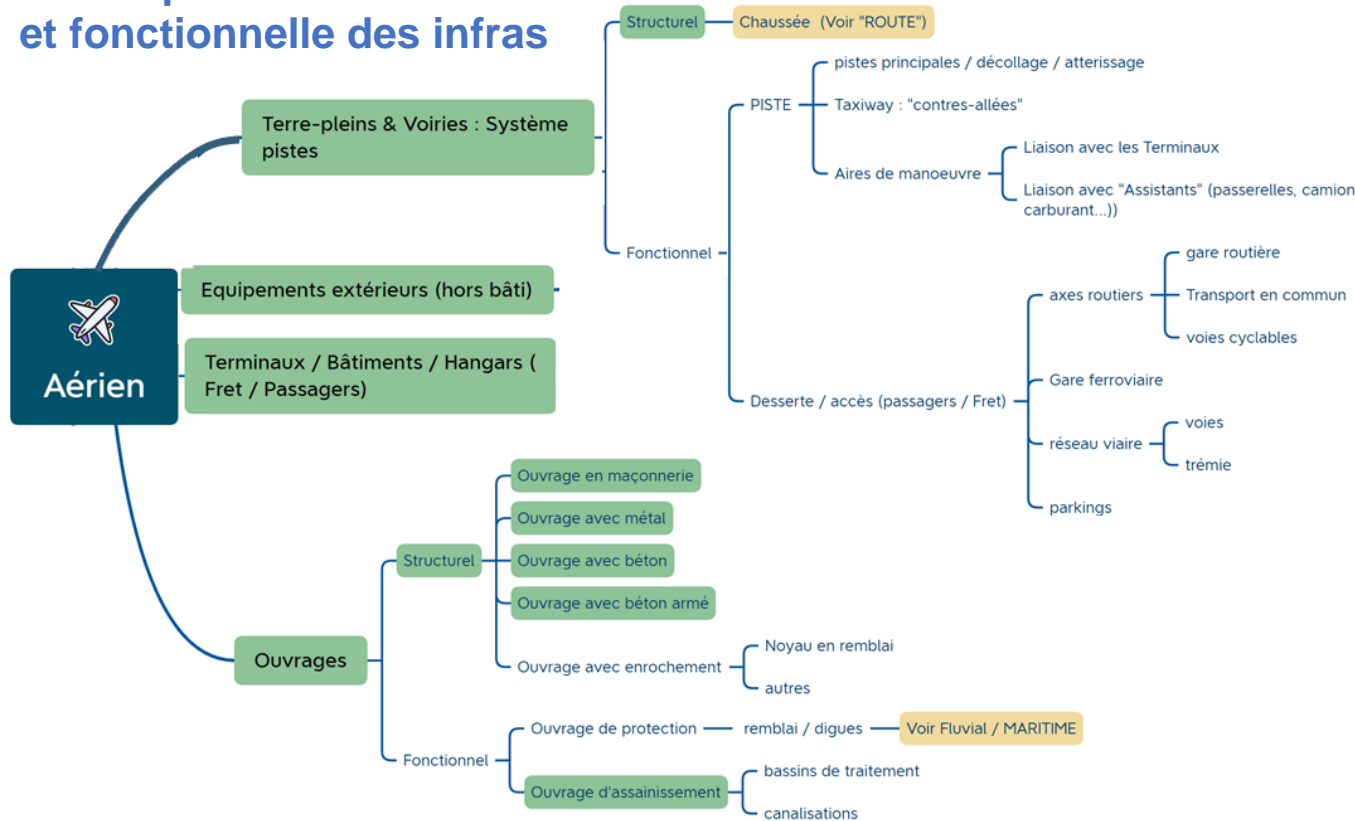 et fonctionnelle des infras
Structurel
Chaussée (Voir "ROUTE")
pistes principales / décollage / atterissage
PISTE
Taxiway : "contres-allées"
Terre-pleins & Voiries : Système
pistes
Liaison avec les Terminaux
Aires de manoeuvre
Liaison avec "Assistants" (passerelles, camion
carburant...))
Fonctionnel
gare routière
Equipements extérieurs (hors bâti)
axes routiers
Transport en commun
voies cyclables
Terminaux / Bâtiments / Hangars (
Fret / Passagers)
Aérien
Gare ferroviaire
Desserte / accès (passagers / Fret)
voies
réseau viaire
trémie
parkings
Ouvrage en maçonnerie
Ouvrage avec métal
Structurel
Ouvrage avec béton
Ouvrage avec béton armé
Ouvrages
Noyau en remblai
Ouvrage avec enrochement
autres
Ouvrage de protection
remblai / digues
Voir Fluvial / MARITIME
Fonctionnel
bassins de traitement
Ouvrage d'assainissement
canalisations